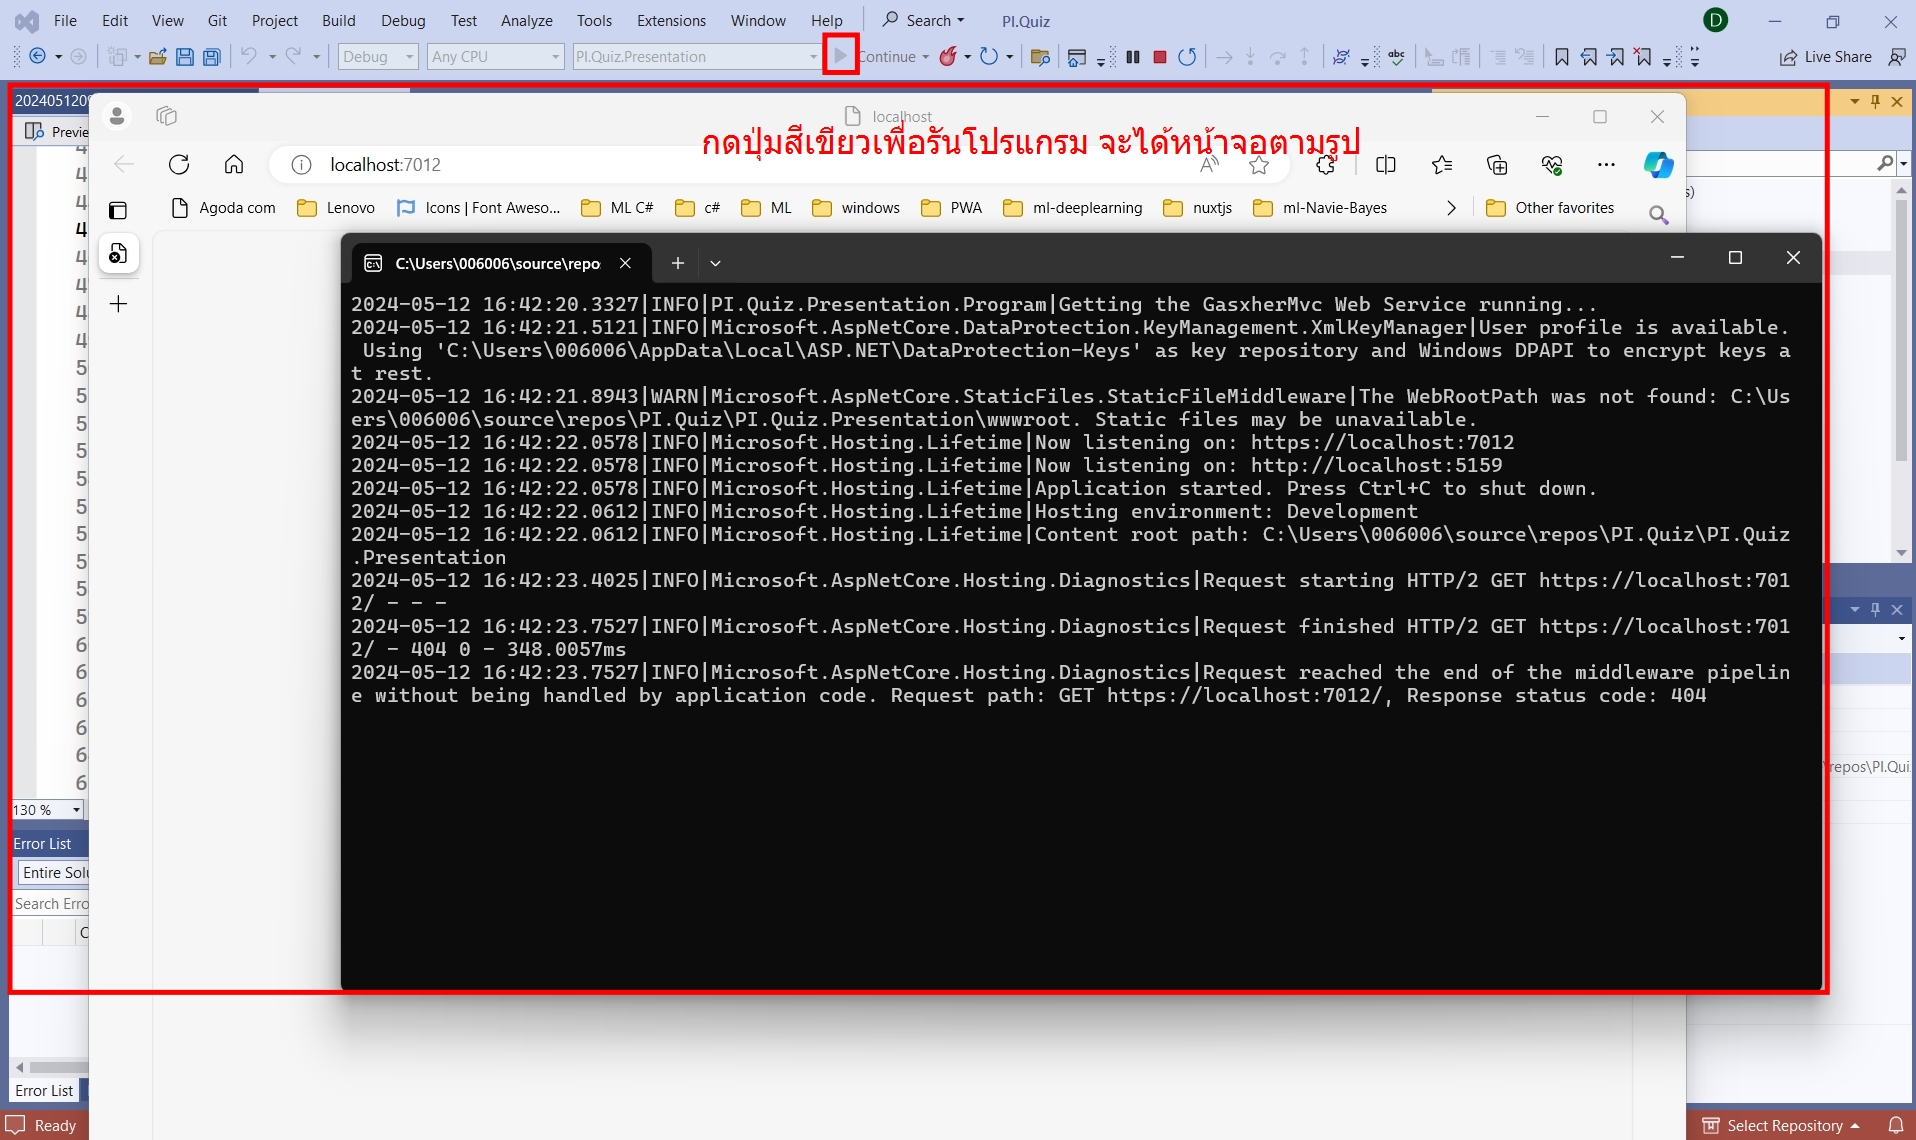 File Edit View Git Project Build Debug Test Analyze Tools Extensions Window Help Search PI.Quiz D
Debug Any CPU PI.Quiz.Presentation Continue abc Live Share
2024051209
localhost
Previe
กดปุ่มสีเขียวเพื่อรันโปรแกรม จะได้หน้าจอตามรูป
localhost:7012
Agoda com Lenovo Icons | Font Aweso... ML C# c# ML windows PWA ml-deeplearning nuxtjs ml-Navie-Bayes Other favorites
C:\Users\006006\source\repo
2024-05-12 16:42:20.3327|INFO|PI.Quiz.Presentation.Program|Getting the GasxherMvc Web Service running...
2024-05-12 16:42:21.5121|INFO|Microsoft.AspNetCore.DataProtection.KeyManagement.XmlKeyManager|User profile is available.
Using 'C:\Users\006006\AppData\Local\ASP.NET\DataProtection-Keys' as key repository and Windows DPAPI to encrypt keys a
t rest.
2024-05-12 16:42:21.8943|WARN|Microsoft.AspNetCore.StaticFiles.StaticFileMiddleware|The WebRootPath was not found: C:\Us
ers\006006\source\repos\PI.Quiz\PI.Quiz.Presentation\wwwroot. Static files may be unavailable.
2024-05-12 16:42:22.0578|INFO|Microsoft.Hosting.Lifetime|Now listening on: https://localhost:7012
2024-05-12 16:42:22.0578|INFO|Microsoft.Hosting.Lifetime|Now listening on: http://localhost:5159
2024-05-12 16:42:22.0578|INFO|Microsoft.Hosting.Lifetime|Application started. Press Ctrl+C to shut down.
2024-05-12 16:42:22.0612|INFO|Microsoft.Hosting.Lifetime|Hosting environment: Development
2024-05-12 16:42:22.0612|INFO|Microsoft.Hosting.Lifetime|Content root path: C:\Users\006006\source\repos\PI.Quiz\PI.Quiz
.Presentation
2024-05-12 16:42:23.4025|INFO|Microsoft.AspNetCore.Hosting.Diagnostics|Request starting HTTP/2 GET https://localhost:701
2/ - - -
2024-05-12 16:42:23.7527|INFO|Microsoft.AspNetCore.Hosting.Diagnostics|Request finished HTTP/2 GET https://localhost:701
2/ - 404 0 - 348.0057ms
2024-05-12 16:42:23.7527|INFO|Microsoft.AspNetCore.Hosting.Diagnostics|Request reached the end of the middleware pipelin
e without being handled by application code. Request path: GET https://localhost:7012/, Response status code: 404
\repos\PI.Qui
130 %
Error List
Entire Solu
Search Erro
Error List
Ready Select Repository